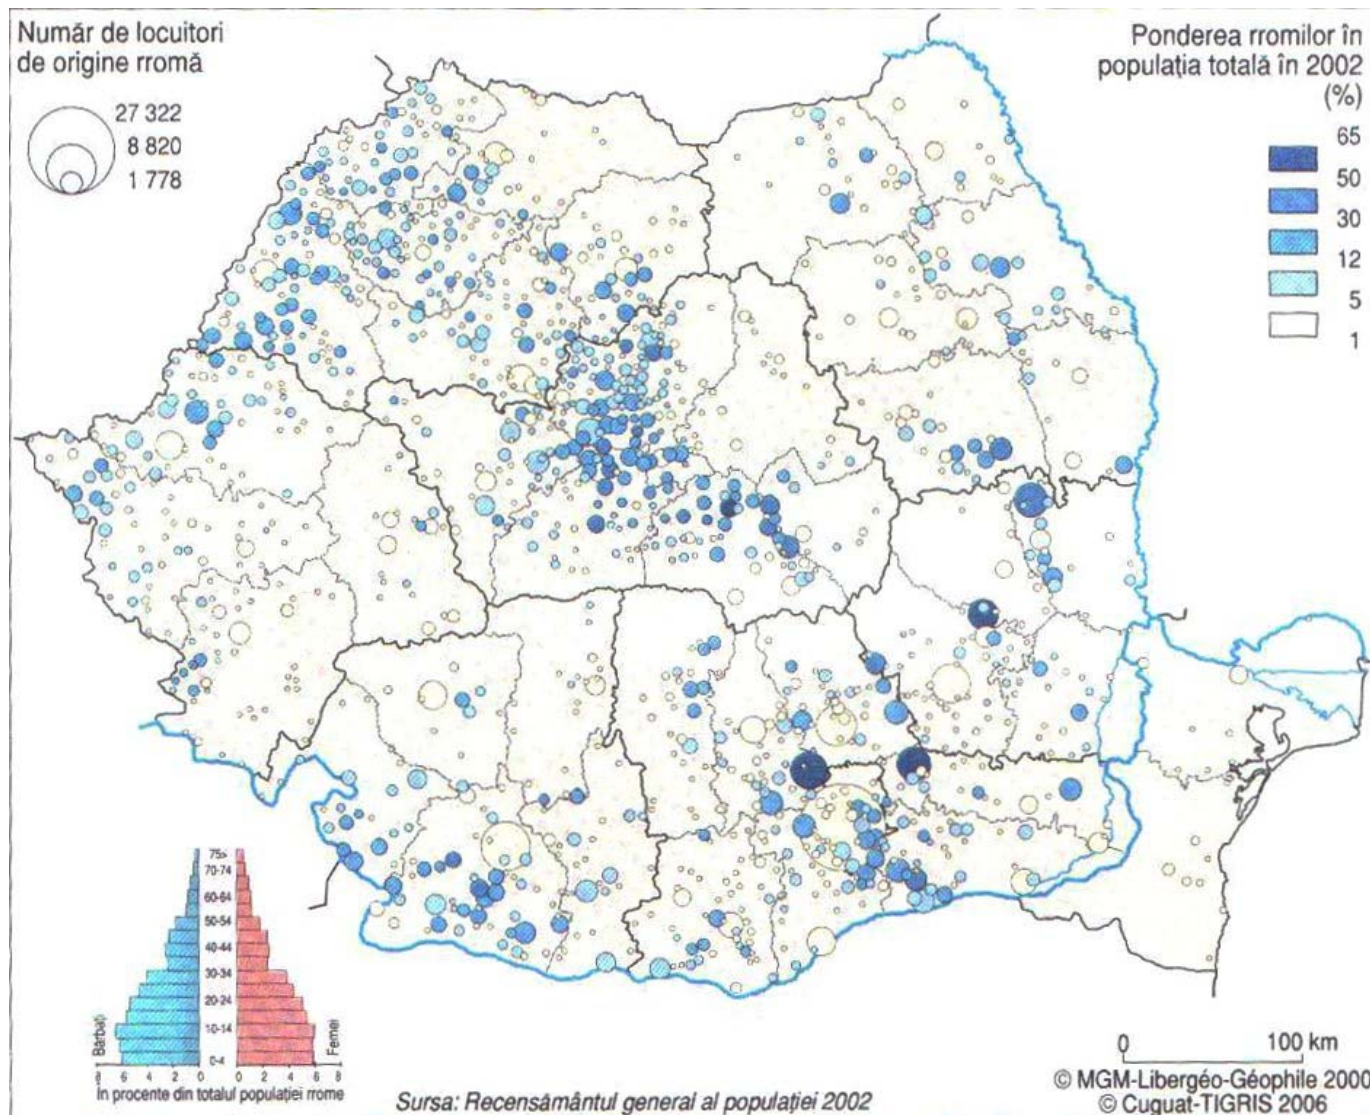 Număr de locuitori
de origine rromă
27 322
8 820
1 778
Ponderea rromilor în
populația totală în 2002
(%)
65
50
30
12
5
1
75>
70-74
60-64
50-54
40-44
30-34
20-24
10-14
0-4
Bărbați
Femei
8 6 4 2 0
0 2 4 6 8
În procente din totalul populației rrome
Sursa: Recensământul general al populației 2002
0 100 km
© MGM-Libergéo-Géophile 2000
© Cuguat-TIGRIS 2006